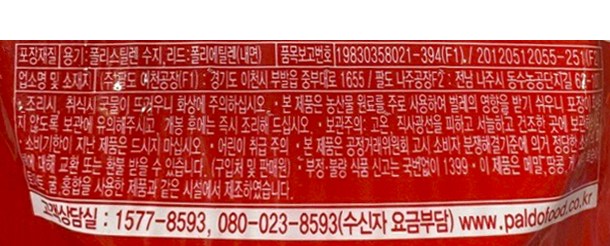 포장재질 용기:폴리스틸렌 수지, 리드:폴리에틸렌(내면) 품목보고번호 19830358021-394(F1), 20120512055-251(F
업소명 및 소재지 (주)팔도 이천공장(F1) : 경기도 이천시 부발읍 중부대로 1655 / 팔도 나주공장F2 : 전남 나주시 동수농공단지길
· 조리시, 취식시 국물이 뜨거우니 화상에 주의하십시오 · 본 제품은 농산물 원료를 주로 사용하여 벌레의 영향을 받기 쉬우니 포장이
지 않도록 보관에 유의해주시고, 개봉 후에는 즉시 조리해 드십시오 · 보관주의: 고온, 직사광선을 피하고 서늘하고 건조한 곳에 보관
· 소비기한이 지난 제품은 드시지 마십시오 · 어린이 취급 주의 · 본 제품은 공정거래위원회 고시 소비자 분쟁해결기준에 의거 정당한 소
에 대해 교환 또는 환불 받을 수 있습니다. (구입처 및 판매원) · 부정·불량 식품 신고는 국번없이 1399 · 이 제품은 메밀, 땅콩,
굴, 홍합을 사용한 제품과 같은 시설에서 제조하였습니다.
고객상담실 : 1577-8593, 080-023-8593(수신자 요금부담) www.paldofood.co.kr